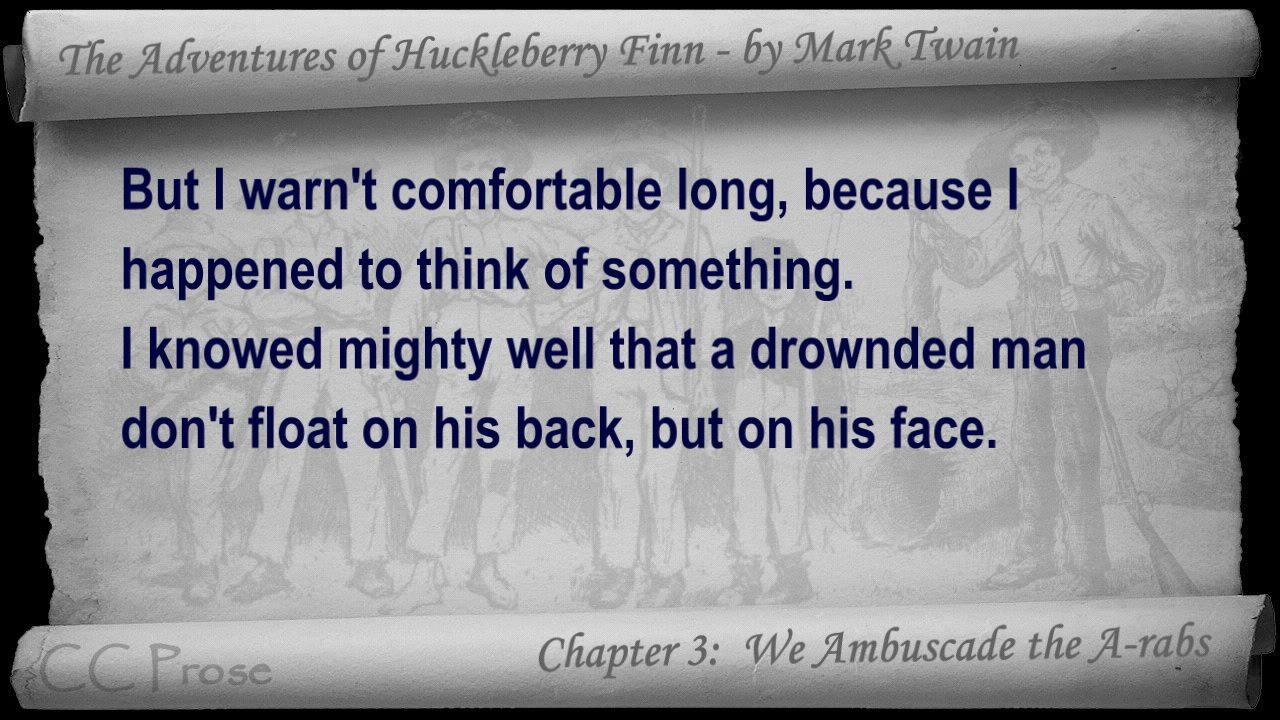 The Adventures of Huckleberry Finn - by Mark Twain
But I warn't comfortable long, because I
happened to think of something.
I knowed mighty well that a drownded man
don't float on his back, but on his face.
Chapter 3: We Ambuscade the A-rabs
CC Prose